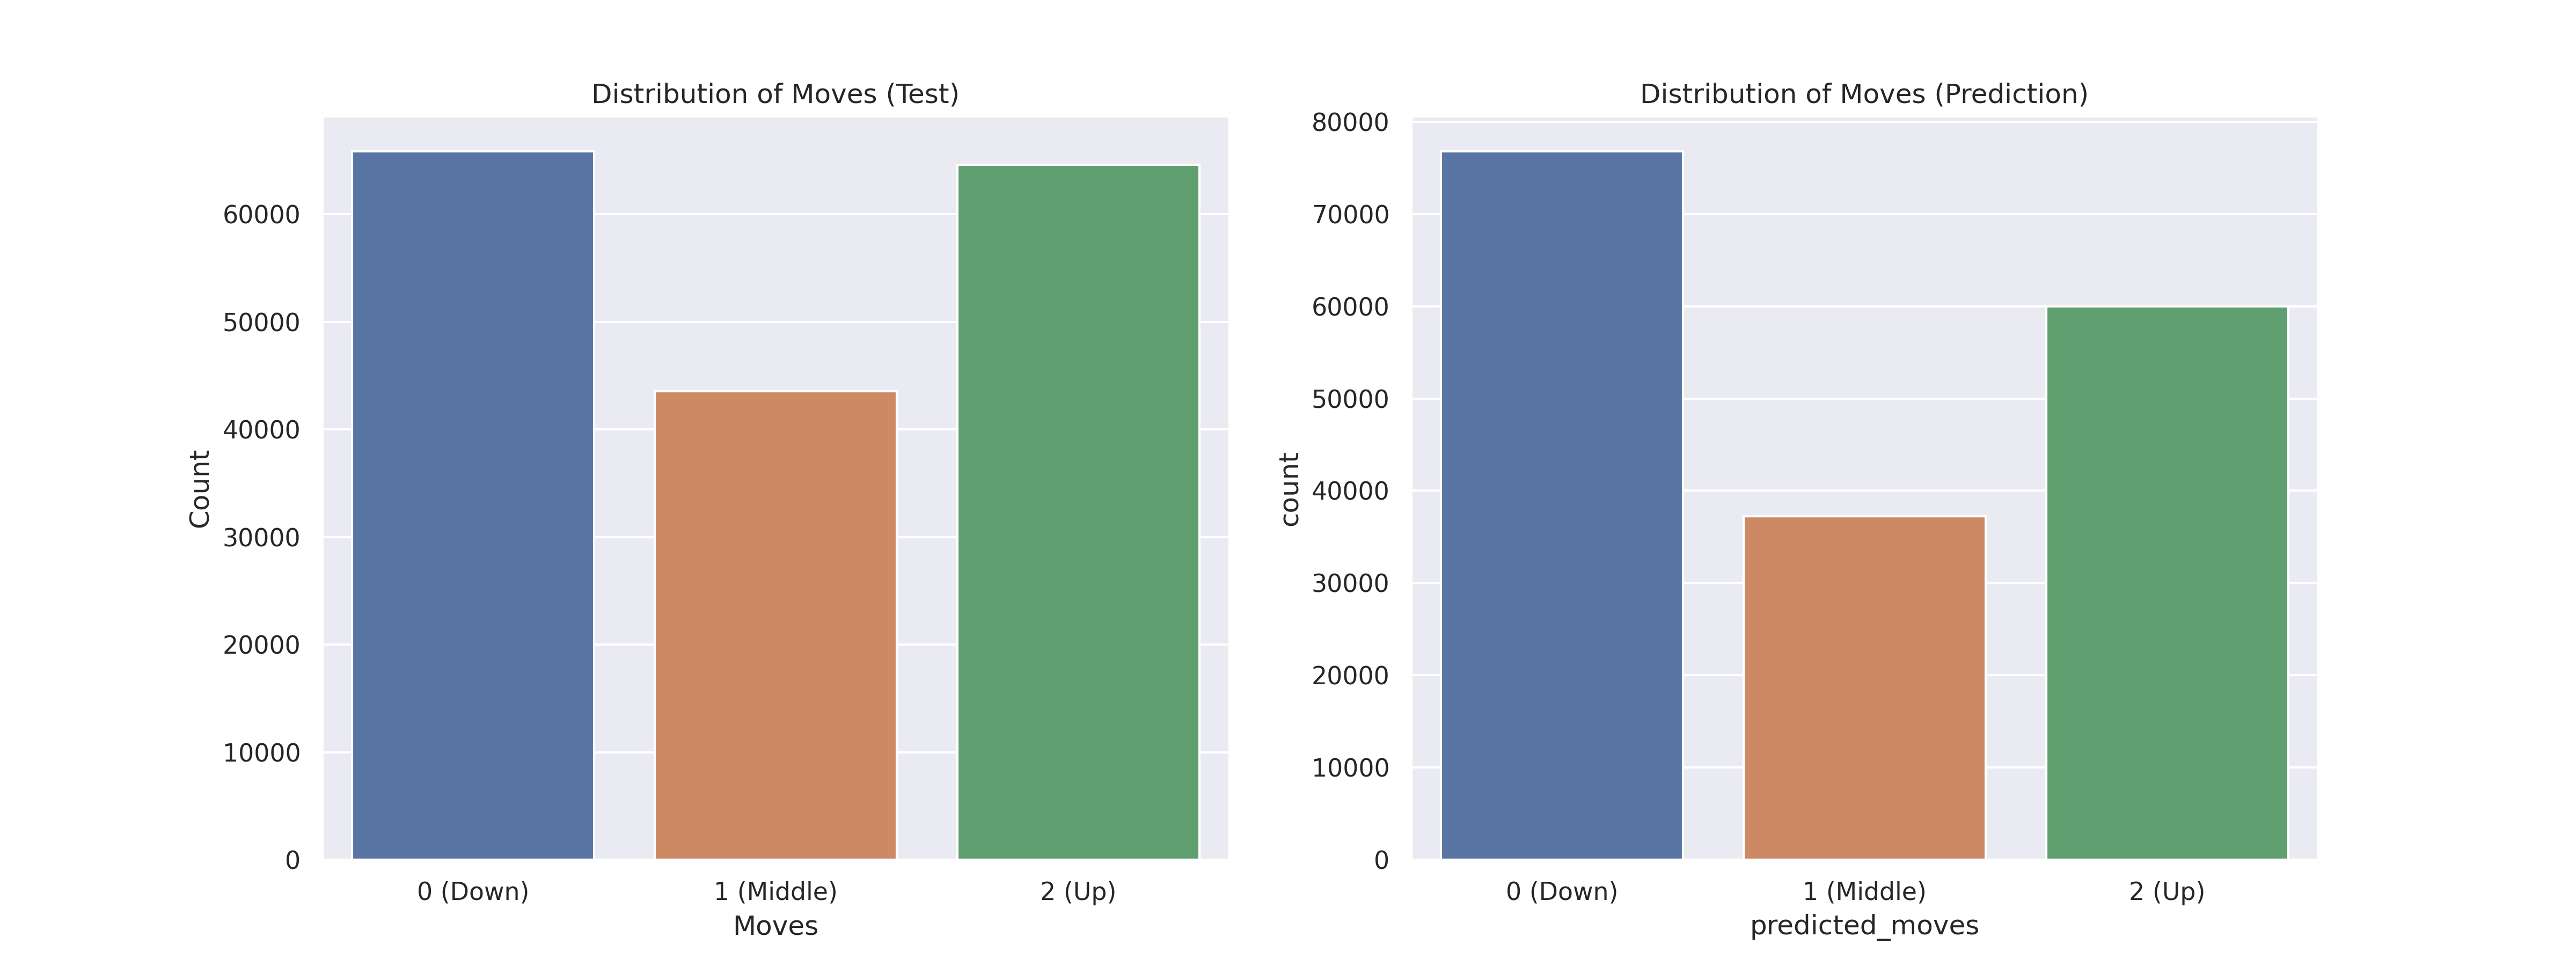 Distribution of Moves (Test)
60000
50000
40000
30000
20000
10000
0
Count
0 (Down)
1 (Middle)
2 (Up)
Moves
Distribution of Moves (Prediction)
80000
70000
60000
50000
40000
30000
20000
10000
0
count
0 (Down)
1 (Middle)
2 (Up)
predicted_moves